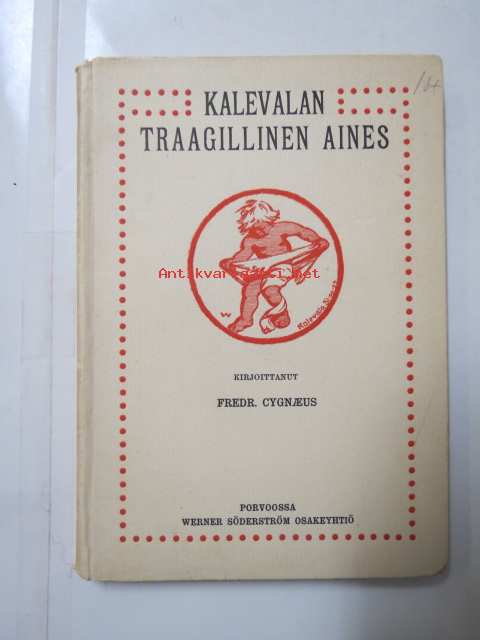 KALEVALAN
TRAAGILLINEN AINES
Antikvariaatti.net
W
KIRJOITTANUT
FREDR. CYGNÆUS
PORVOOSSA
WERNER SÖDERSTRÖM OSAKEYHTIÖ